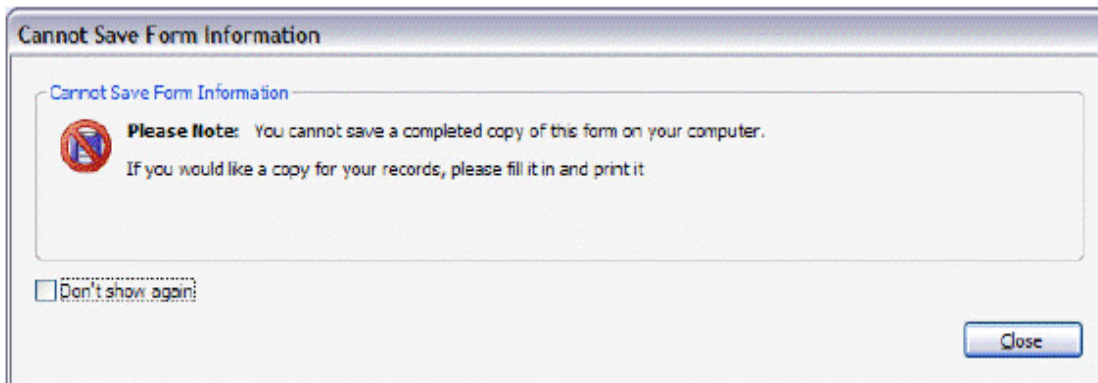 Cannot Save Form Information
Cannot Save Form Information
Please Note: You cannot save a completed copy of this form on your computer.
If you would like a copy for your records, please fill it in and print it
Don't show again
Close